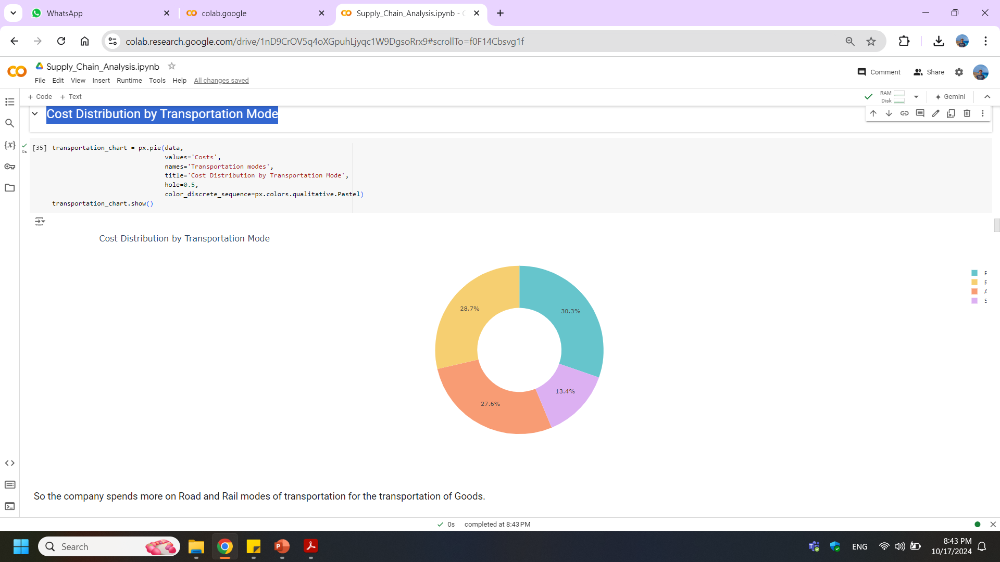 WhatsApp
colab.google
Supply_Chain_Analysis.ipynb - C
colab.research.google.com/drive/1nD9CrOV5q4oXGpuhLjyqc1W9DgsoRrx9#scrollTo=f0F14Cbsvg1f
CO Supply_Chain_Analysis.ipynb
File Edit View Insert Runtime Tools Help All changes saved
Comment Share
+ Code + Text
RAM
Disk
Gemini
Cost Distribution by Transportation Mode
0s
[35] transportation_chart = px.pie(data,
values='Costs',
names='Transportation modes',
title='Cost Distribution by Transportation Mode',
hole=0.5,
color_discrete_sequence=px.colors.qualitative.Pastel)
transportation_chart.show()
Cost Distribution by Transportation Mode
28.7%
30.3%
13.4%
27.6%
So the company spends more on Road and Rail modes of transportation for the transportation of Goods.
0s completed at 8:43 PM
Search
ENG
8:43 PM
10/17/2024